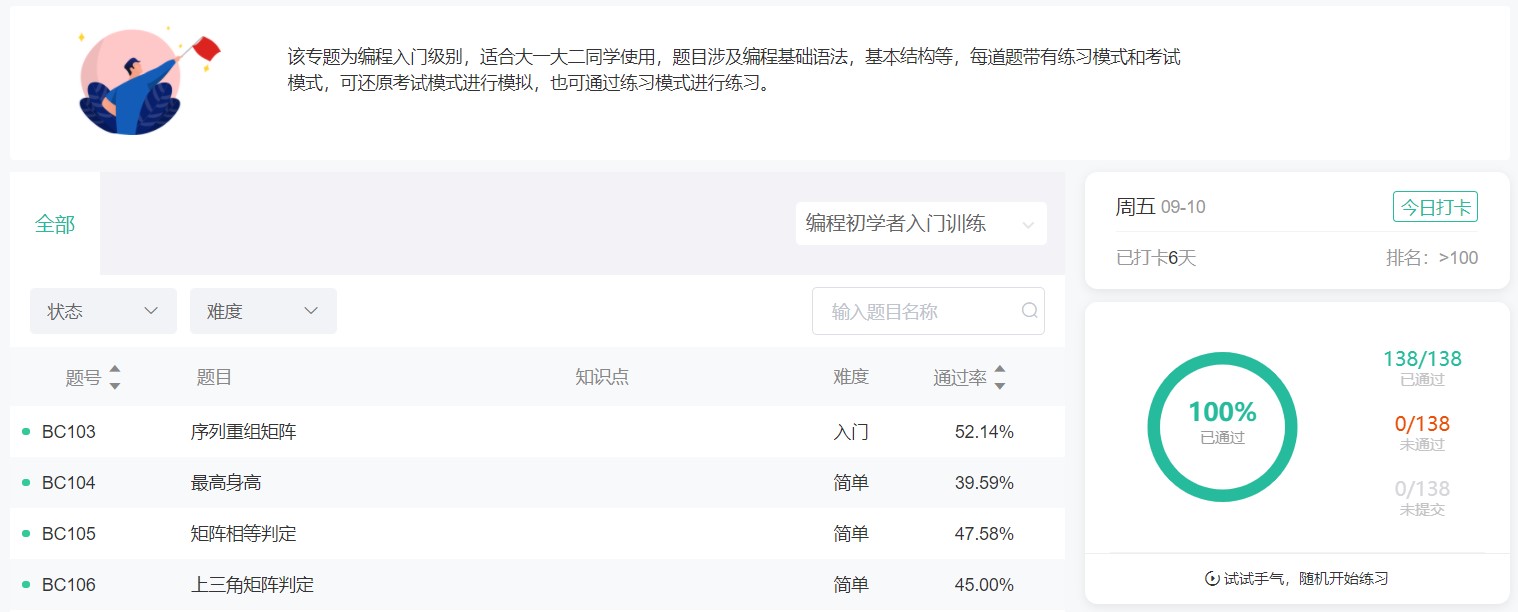 该专题为编程入门级别，适合大一大二同学使用，题目涉及编程基础语法，基本结构等，每道题带有练习模式和考试
模式，可还原考试模式进行模拟，也可通过练习模式进行练习。
全部
编程初学者入门训练
状态 难度 输入题目名称
题号 题目 知识点 难度 通过率
BC103 序列重组矩阵 入门 52.14%
BC104 最高身高 简单 39.59%
BC105 矩阵相等判定 简单 47.58%
BC106 上三角矩阵判定 简单 45.00%
周五 09-10 今日打卡
已打卡6天 排名：>100
100%
已通过
138/138
已通过
0/138
未通过
0/138
未提交
试试手气，随机开始练习